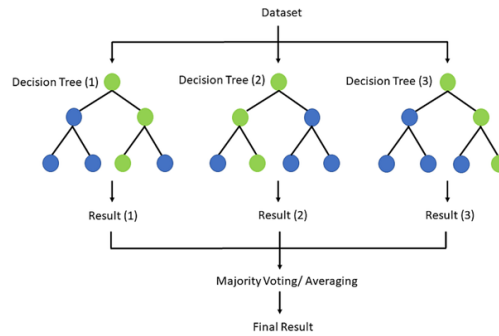 Dataset
Decision Tree (1)
Decision Tree (2)
Decision Tree (3)
Result (1)
Result (2)
Result (3)
Majority Voting/ Averaging
Final Result